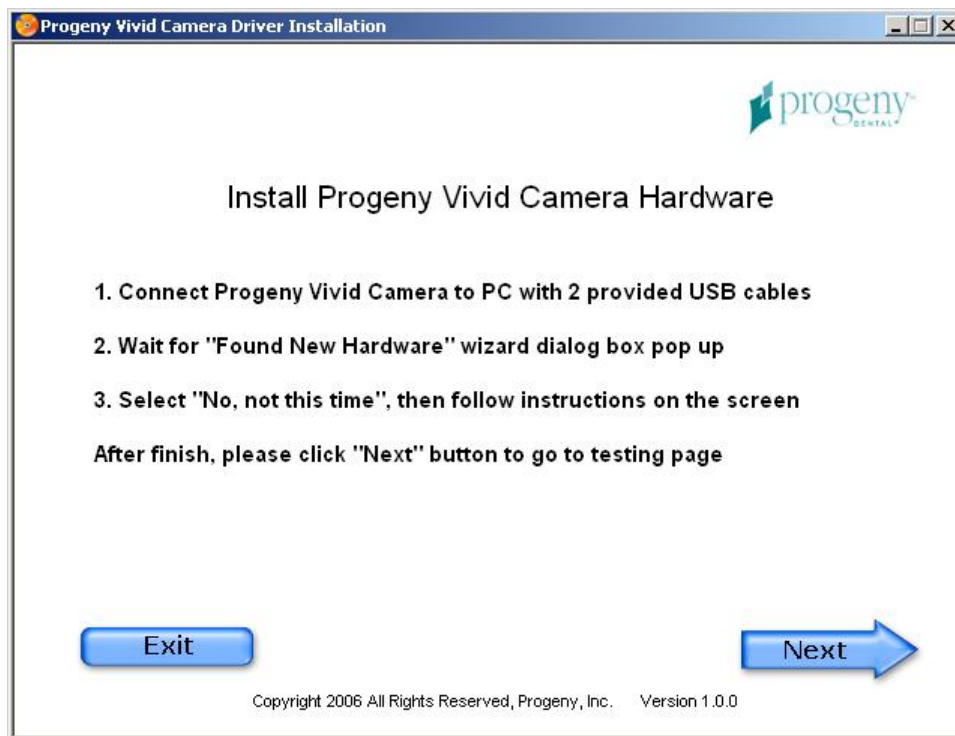 Progeny Vivid Camera Driver Installation
progeny™
DENTAL®
Install Progeny Vivid Camera Hardware
1. Connect Progeny Vivid Camera to PC with 2 provided USB cables
2. Wait for "Found New Hardware" wizard dialog box pop up
3. Select "No, not this time", then follow instructions on the screen
After finish, please click "Next" button to go to testing page
Exit
Next
Copyright 2006 All Rights Reserved, Progeny, Inc. Version 1.0.0